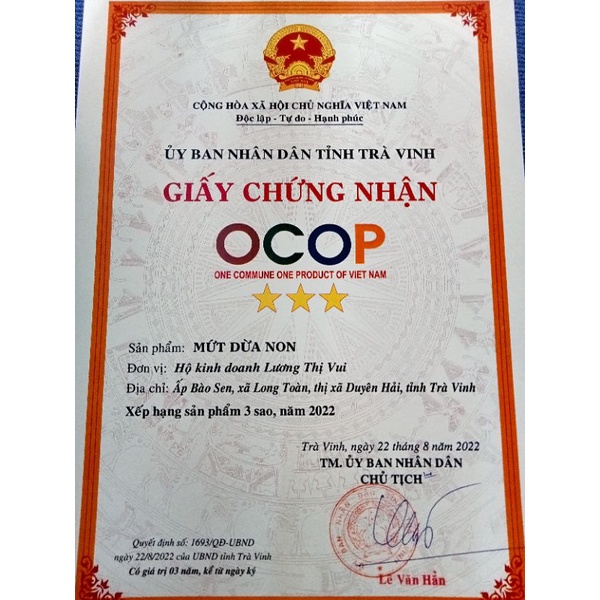 CỘNG HÒA XÃ HỘI CHỦ NGHĨA VIỆT NAM
Độc lập - Tự do - Hạnh phúc
ỦY BAN NHÂN DÂN TỈNH TRÀ VINH
GIẤY CHỨNG NHẬN
OCOP
ONE COMMUNE ONE PRODUCT OF VIET NAM
Sản phẩm: MỨT DỪA NON
Đơn vị: Hộ kinh doanh Lương Thị Vui
Địa chỉ: Ấp Bào Sen, xã Long Toàn, thị xã Duyên Hải, tỉnh Trà Vinh
Xếp hạng sản phẩm 3 sao, năm 2022
Trà Vinh, ngày 22 tháng 8 năm 2022
TM. ỦY BAN NHÂN DÂN
CHỦ TỊCH
Quyết định số: 1693/QĐ-UBND
ngày 22/8/2022 của UBND tỉnh Trà Vinh
Có giá trị 03 năm, kể từ ngày ký
Lê Văn Hẳn